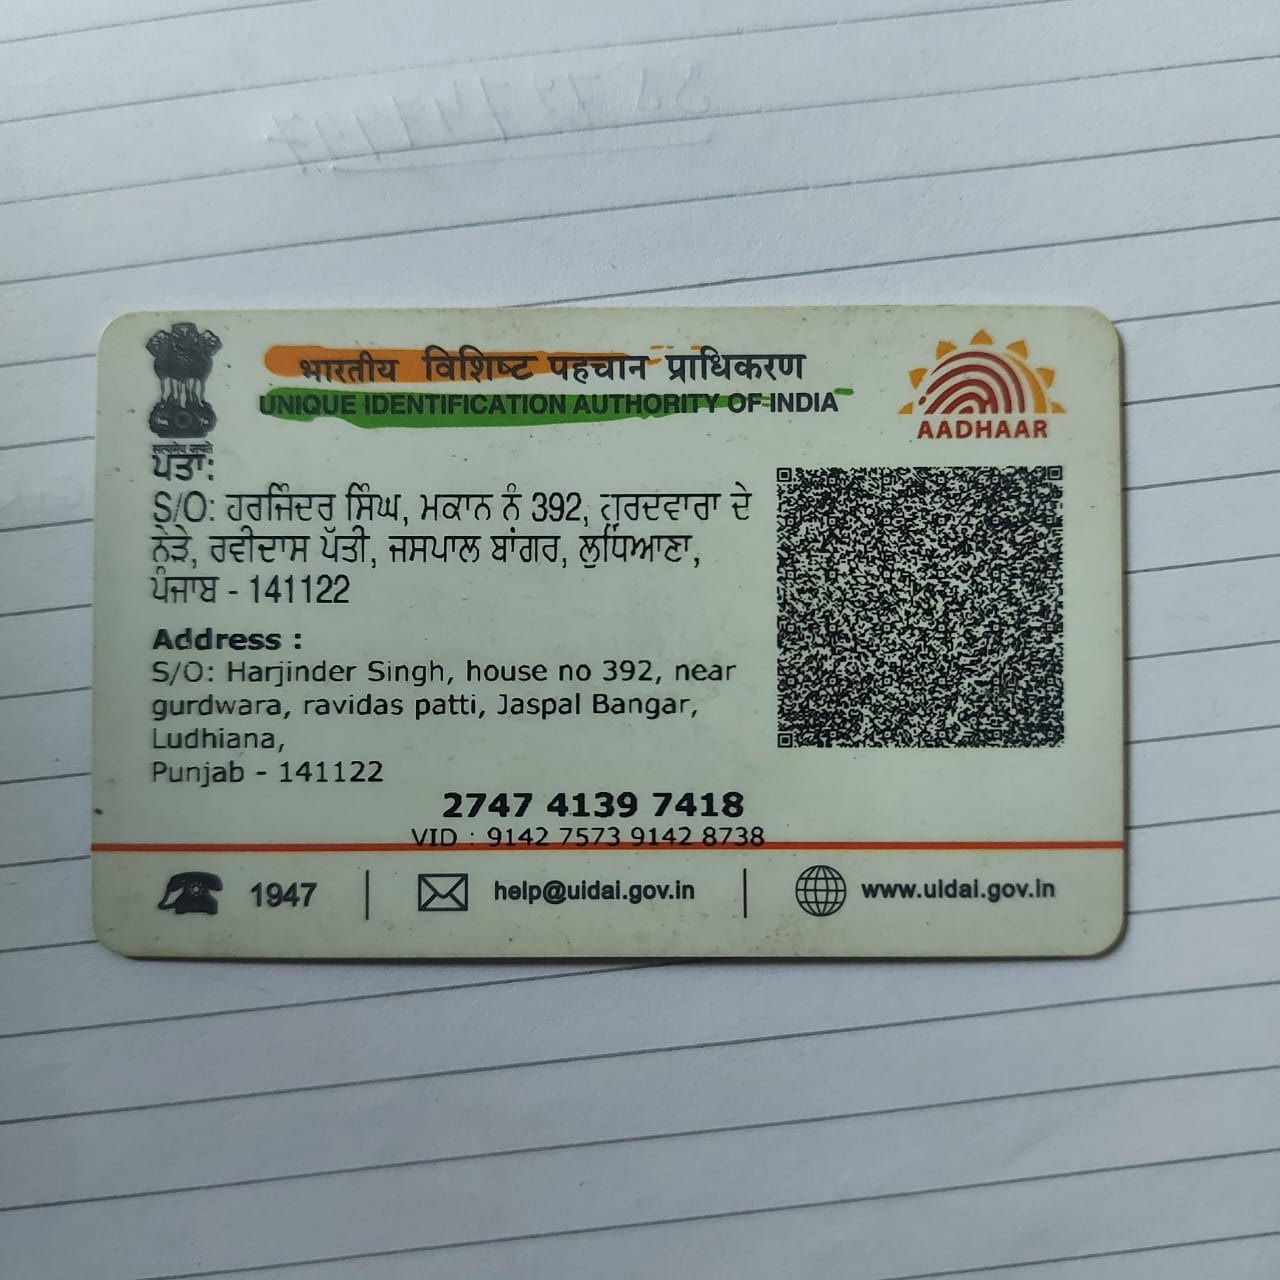 भारतीय विशिष्ट पहचान प्राधिकरण
UNIQUE IDENTIFICATION AUTHORITY OF INDIA
AADHAAR
सत्यमेव जयते
ਪਤਾ:
S/O: ਹਰਜਿੰਦਰ ਸਿੰਘ, ਮਕਾਨ ਨੰ 392, ਗੁਰਦਵਾਰਾ ਦੇ
ਨੇੜੇ, ਰਵੀਦਾਸ ਪੱਤੀ, ਜਸਪਾਲ ਬਾਂਗਰ, ਲੁਧਿਆਣਾ,
ਪੰਜਾਬ - 141122
Address :
S/O: Harjinder Singh, house no 392, near
gurdwara, ravidas patti, Jaspal Bangar,
Ludhiana,
Punjab - 141122
2747 4139 7418
VID : 9142 7573 9142 8738
1947
help@uidai.gov.in
www.uidai.gov.in